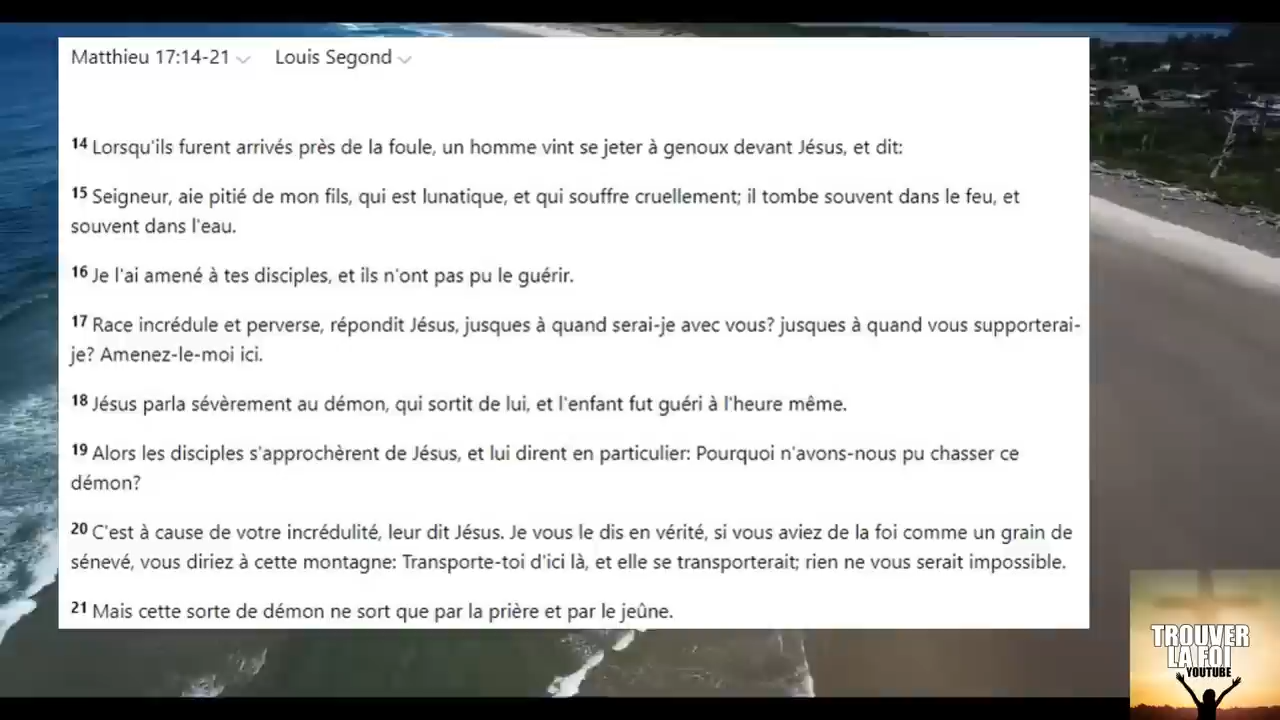 Matthieu 17:14-21 Louis Segond
14 Lorsqu'ils furent arrivés près de la foule, un homme vint se jeter à genoux devant Jésus, et dit:
15 Seigneur, aie pitié de mon fils, qui est lunatique, et qui souffre cruellement; il tombe souvent dans le feu, et
souvent dans l'eau.
16 Je l'ai amené à tes disciples, et ils n'ont pas pu le guérir.
17 Race incrédule et perverse, répondit Jésus, jusques à quand serai-je avec vous? jusques à quand vous supporterai-
je? Amenez-le-moi ici.
18 Jésus parla sévèrement au démon, qui sortit de lui, et l'enfant fut guéri à l'heure même.
19 Alors les disciples s'approchèrent de Jésus, et lui dirent en particulier: Pourquoi n'avons-nous pu chasser ce
démon?
20 C'est à cause de votre incrédulité, leur dit Jésus. Je vous le dis en vérité, si vous aviez de la foi comme un grain de
sénevé, vous diriez à cette montagne: Transporte-toi d'ici là, et elle se transporterait; rien ne vous serait impossible.
21 Mais cette sorte de démon ne sort que par la prière et par le jeûne.
TROUVER
LA FOI
YOUTUBE